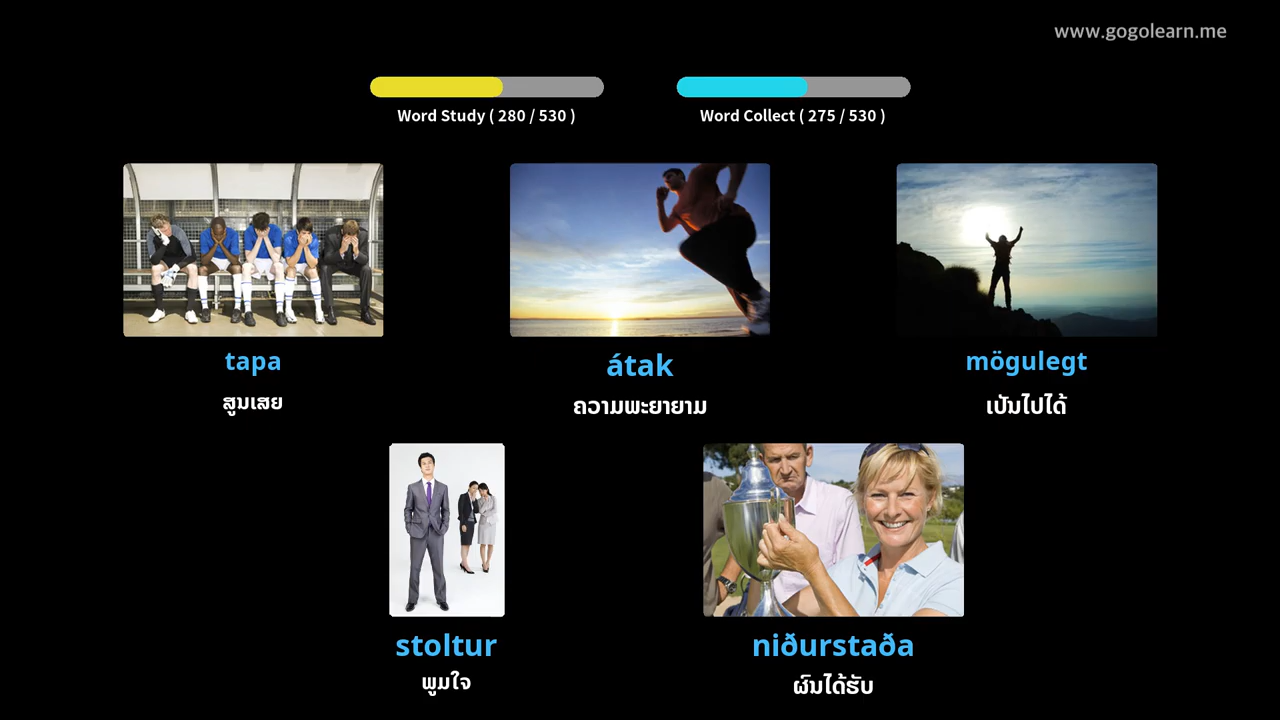 www.gogolearn.me
Word Study ( 280 / 530 )
Word Collect ( 275 / 530 )
tapa
ສູນເສຍ
átak
ຄວາມພະຍາຍາມ
mögulegt
ເປັນໄປໄດ້
stoltur
ພູມໃຈ
niðurstaða
ຜົນໄດ້ຮັບ